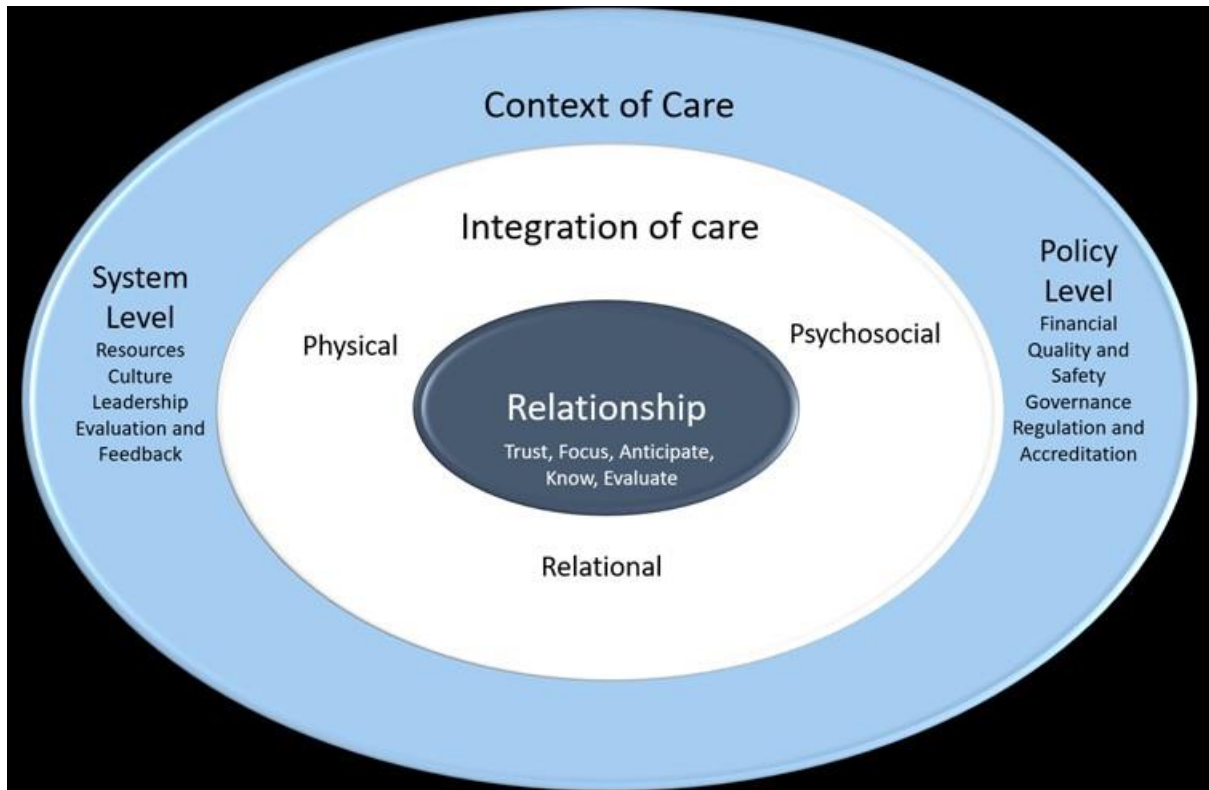 Context of Care
Integration of care
System
Level
Resources
Culture
Leadership
Evaluation and
Feedback
Physical
Relationship
Trust, Focus, Anticipate,
Know, Evaluate
Psychosocial
Relational
Policy
Level
Financial
Quality and
Safety
Governance
Regulation and
Accreditation